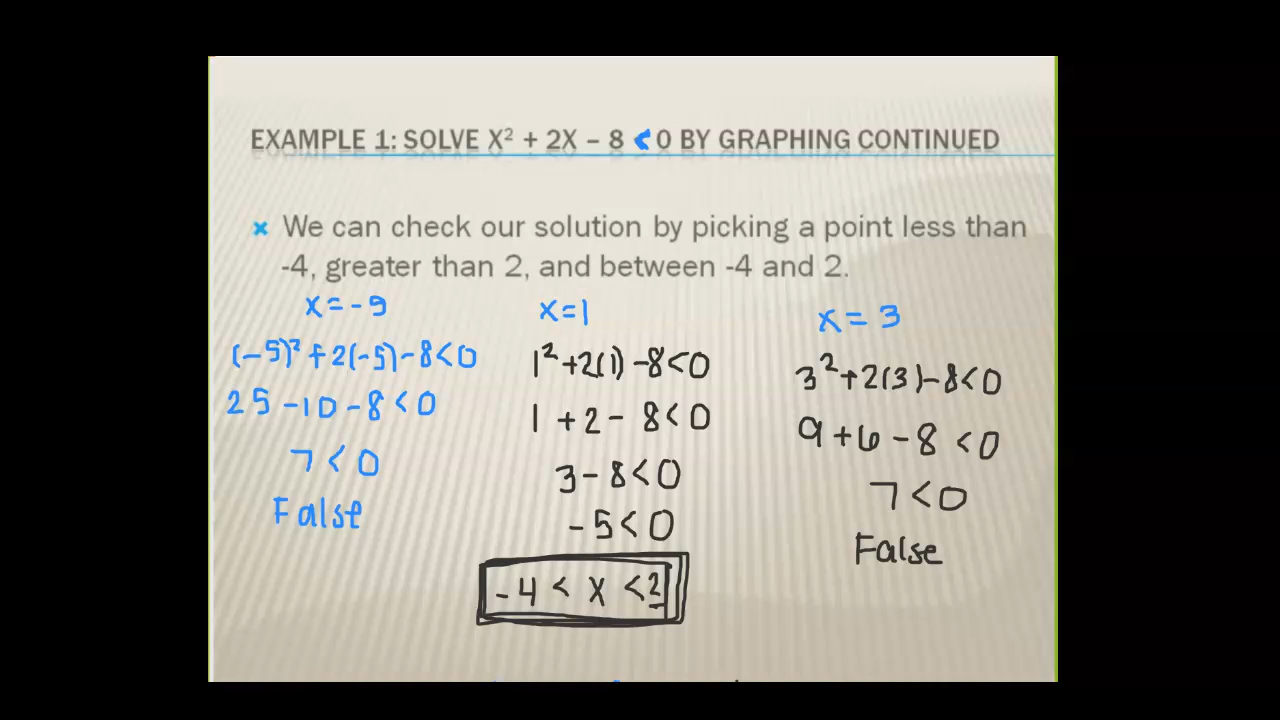 EXAMPLE 1: SOLVE X² + 2X – 8 < 0 BY GRAPHING CONTINUED
We can check our solution by picking a point less than
-4, greater than 2, and between -4 and 2.
x = -5
(-5)² + 2(-5) - 8 < 0
25 - 10 - 8 < 0
7 < 0
False
x = 1
1² + 2(1) - 8 < 0
1 + 2 - 8 < 0
3 - 8 < 0
-5 < 0
-4 < x < 2
x = 3
3² + 2(3) - 8 < 0
9 + 6 - 8 < 0
7 < 0
False